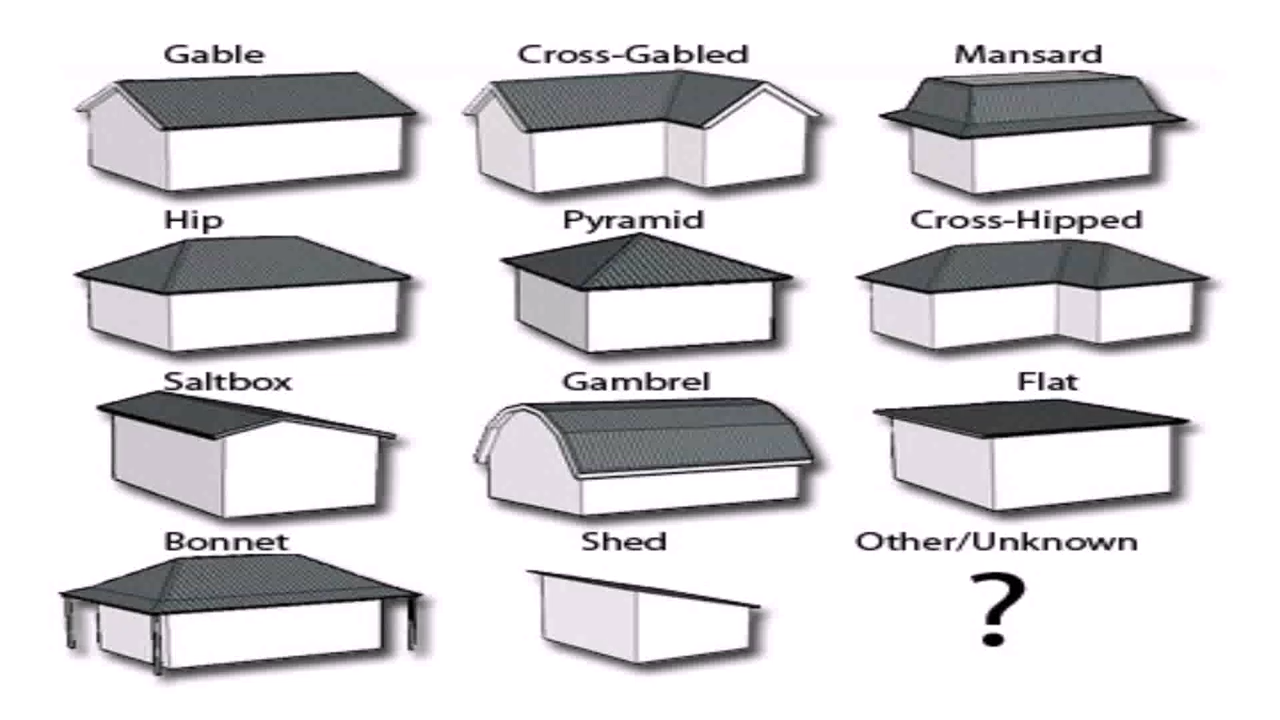 Gable
Cross-Gabled
Mansard
Hip
Pyramid
Cross-Hipped
Saltbox
Gambrel
Flat
Bonnet
Shed
Other/Unknown
?